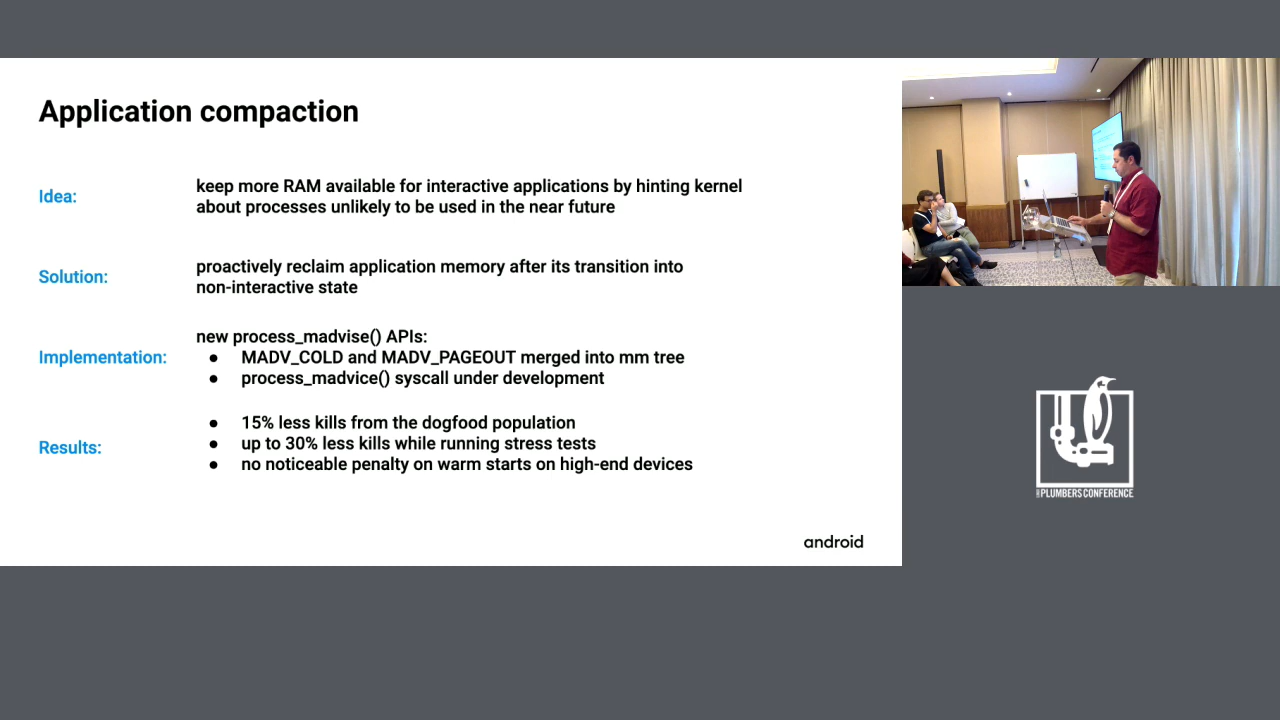 Application compaction
Idea:
keep more RAM available for interactive applications by hinting kernel
about processes unlikely to be used in the near future
Solution:
proactively reclaim application memory after its transition into
non-interactive state
Implementation:
new process_madvise() APIs:
● MADV_COLD and MADV_PAGEOUT merged into mm tree
● process_madvice() syscall under development
Results:
● 15% less kills from the dogfood population
● up to 30% less kills while running stress tests
● no noticeable penalty on warm starts on high-end devices
android
PLUMBERS CONFERENCE